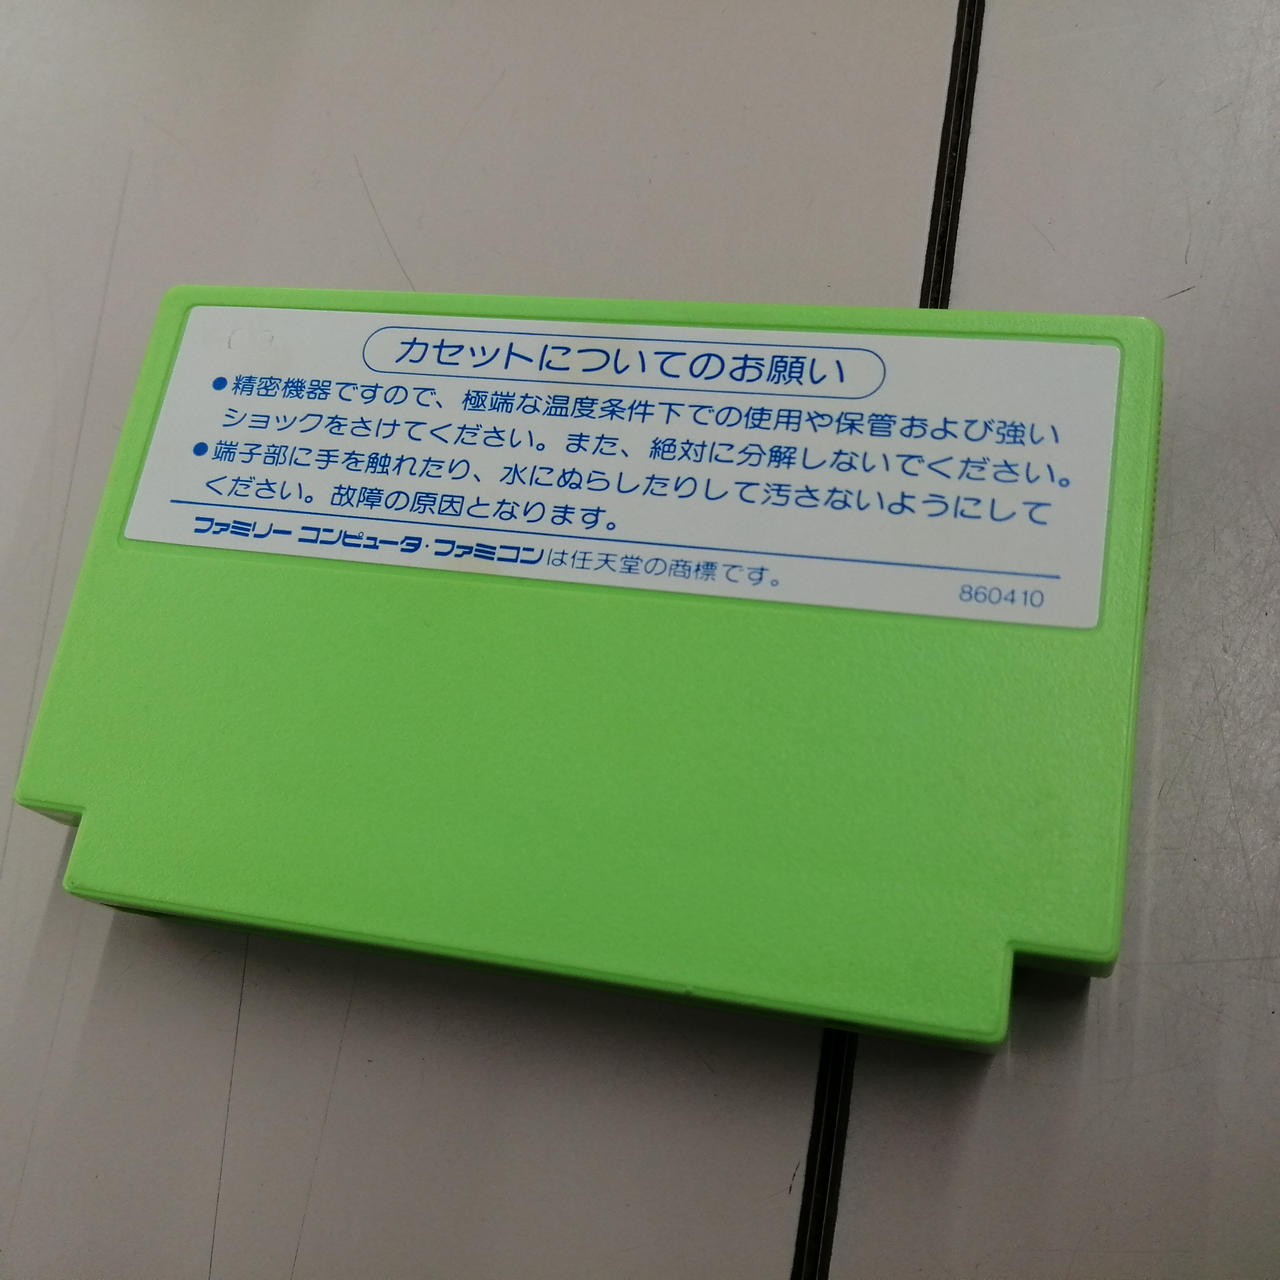 カセットについてのお願い
●精密機器ですので、極端な温度条件下での使用や保管および強い
ショックをさけてください。また、絶対に分解しないでください。
●端子部に手を触れたり、水にぬらしたりして汚さないようにして
ください。故障の原因となります。
ファミリー コンピュータ・ファミコンは任天堂の商標です。
860410